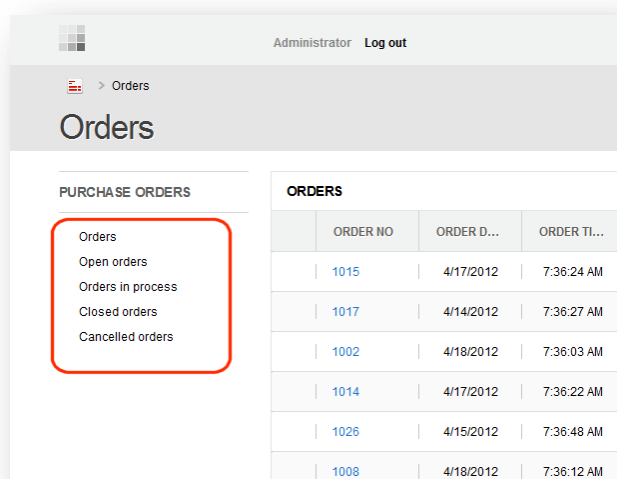 Administrator Log out
> Orders
Orders
PURCHASE ORDERS
Orders
Open orders
Orders in process
Closed orders
Cancelled orders
ORDERS
ORDER NO ORDER D... ORDER TI...
1015 4/17/2012 7:36:24 AM
1017 4/14/2012 7:36:27 AM
1002 4/18/2012 7:36:03 AM
1014 4/17/2012 7:36:22 AM
1026 4/15/2012 7:36:48 AM
1008 4/18/2012 7:36:12 AM